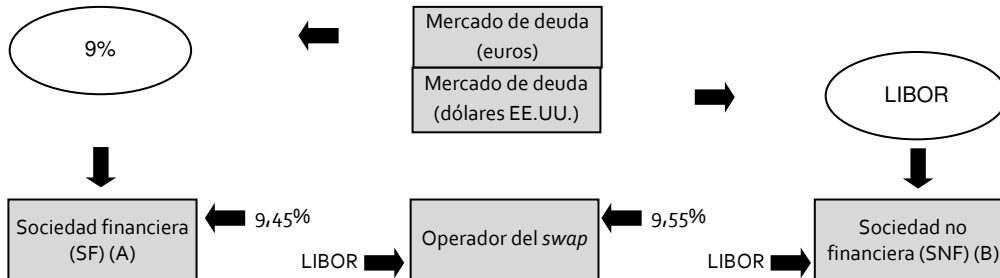 Mercado de deuda
(euros)
9%
Mercado de deuda
(dólares EE.UU.)
LIBOR
Sociedad financiera
(SF) (A)
9,45%
LIBOR
Operador del swap
9,55%
LIBOR
Sociedad no
financiera (SNF) (B)